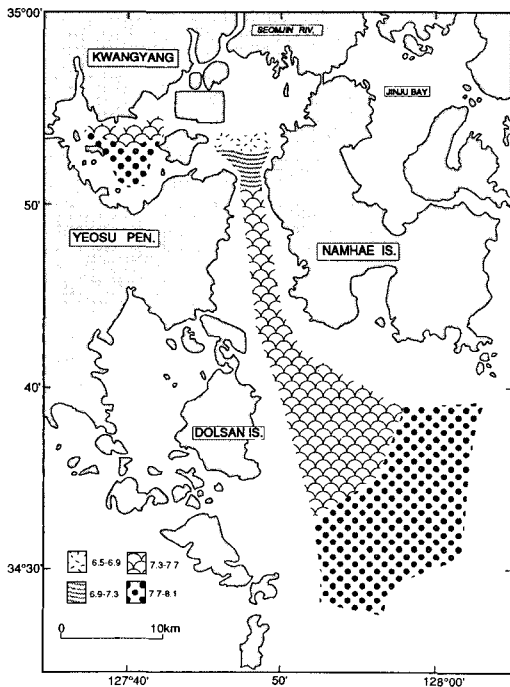 35°00'
SEOMJIN RIV.
KWANGYANG
JINJU BAY
50'
YEOSU PEN.
NAMHAE IS.
40'
DOLSAN IS.
6.5-6.9
7.3-7.7
34°30'
6.9-7.3
7.7-8.1
0 10km
127°40' 50' 128°00'